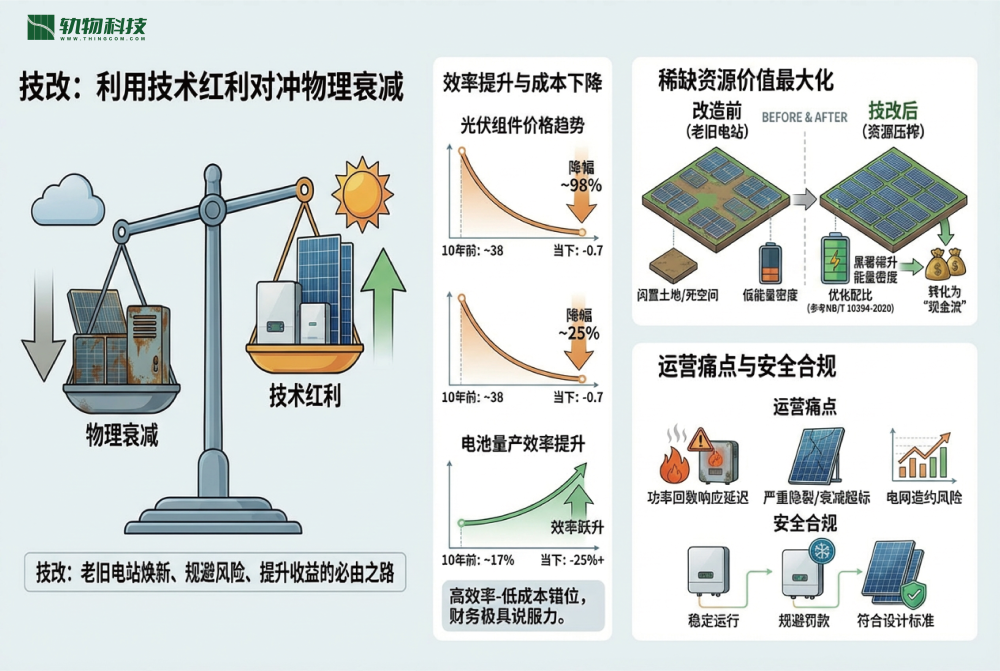 轨物科技
WWW.THINGCOM.COM
技改：利用技术红利对冲物理衰减
物理衰减
技术红利
技改：老旧电站焕新、规避风险、提升收益的必由之路
效率提升与成本下降
光伏组件价格趋势
降幅
~98%
10年前: ~38
当下: -0.7
降幅
~25%
10年前: ~38
当下: -0.7
电池量产效率提升
效率跃升
10年前: ~17%
当下: -25%+
高效率-低成本错位，
财务极具说服力。
稀缺资源价值最大化
改造前
(老旧电站)
BEFORE & AFTER
技改后
(资源压榨)
闲置土地/死空间
低能量密度
优化配比
(参考NB/T 10394-2020)
升
能量密度
转化为
“现金流”
运营痛点与安全合规
运营痛点
功率回数响应延迟
严重隐裂/衰减超标
电网造约风险
安全合规
稳定运行
规避罚款
符合设计标准